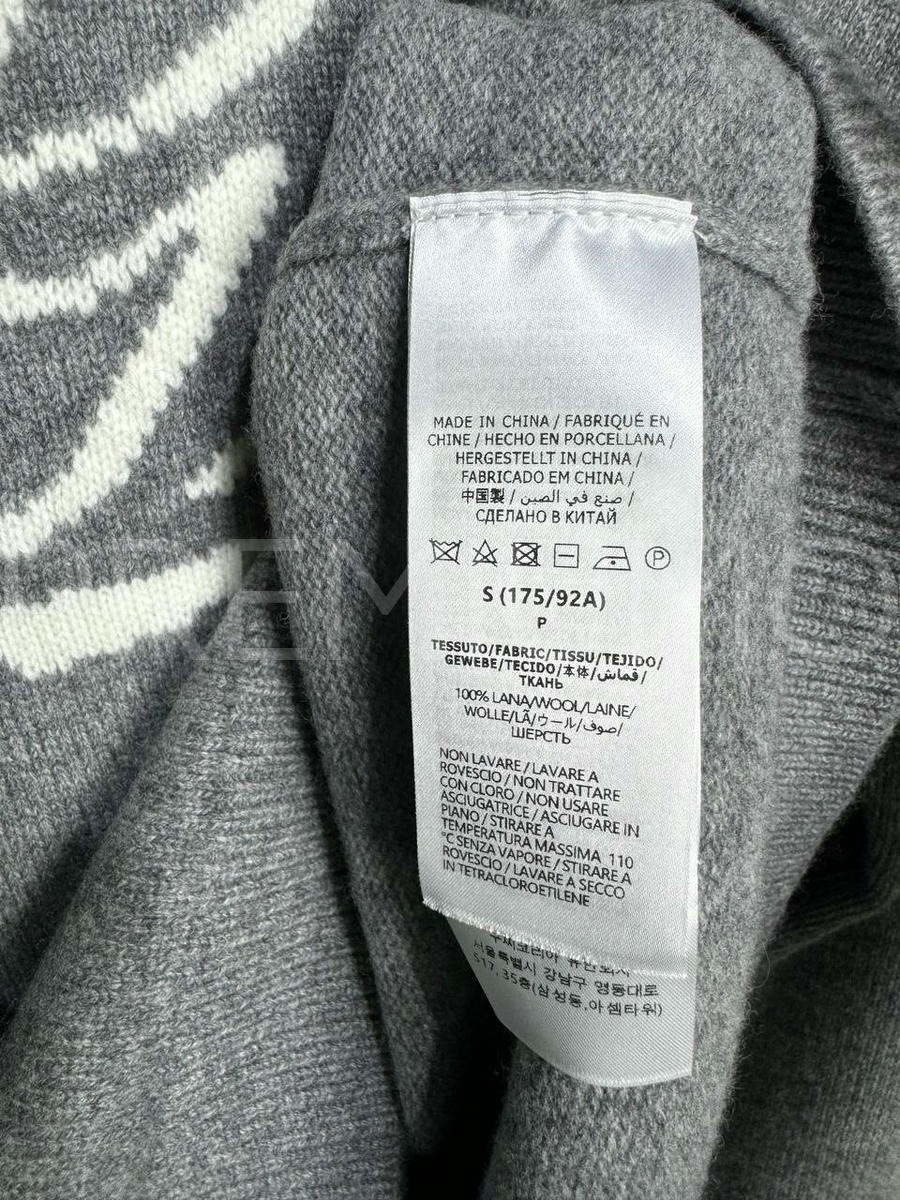 MADE IN CHINA / FABRIQUÉ EN
CHINE / HECHO EN PORCELLANA /
HERGESTELLT IN CHINA /
FABRICADO EM CHINA /
中国製 / صنع في الصين /
СДЕЛАНО В КИТАЙ
P
S (175/92A)
P
TESSUTO/FABRIC/TISSU/TEJIDO/
GEWEBE/TECIDO/本体/قماش/
ТКАНЬ
100% LANA/WOOL/LAINE/
WOLLE/LÃ/ウール/صوف/
ШЕРСТЬ
NON LAVARE / LAVARE A
ROVESCIO / NON TRATTARE
CON CLORO / NON USARE
ASCIUGATRICE / ASCIUGARE IN
PIANO / STIRARE A
TEMPERATURA MASSIMA 110
°C SENZA VAPORE / STIRARE A
ROVESCIO / LAVARE A SECCO
IN TETRACLOROETILENE
서울특별시 강남구 영동대로
517, 35층(삼성동,아셈타워)